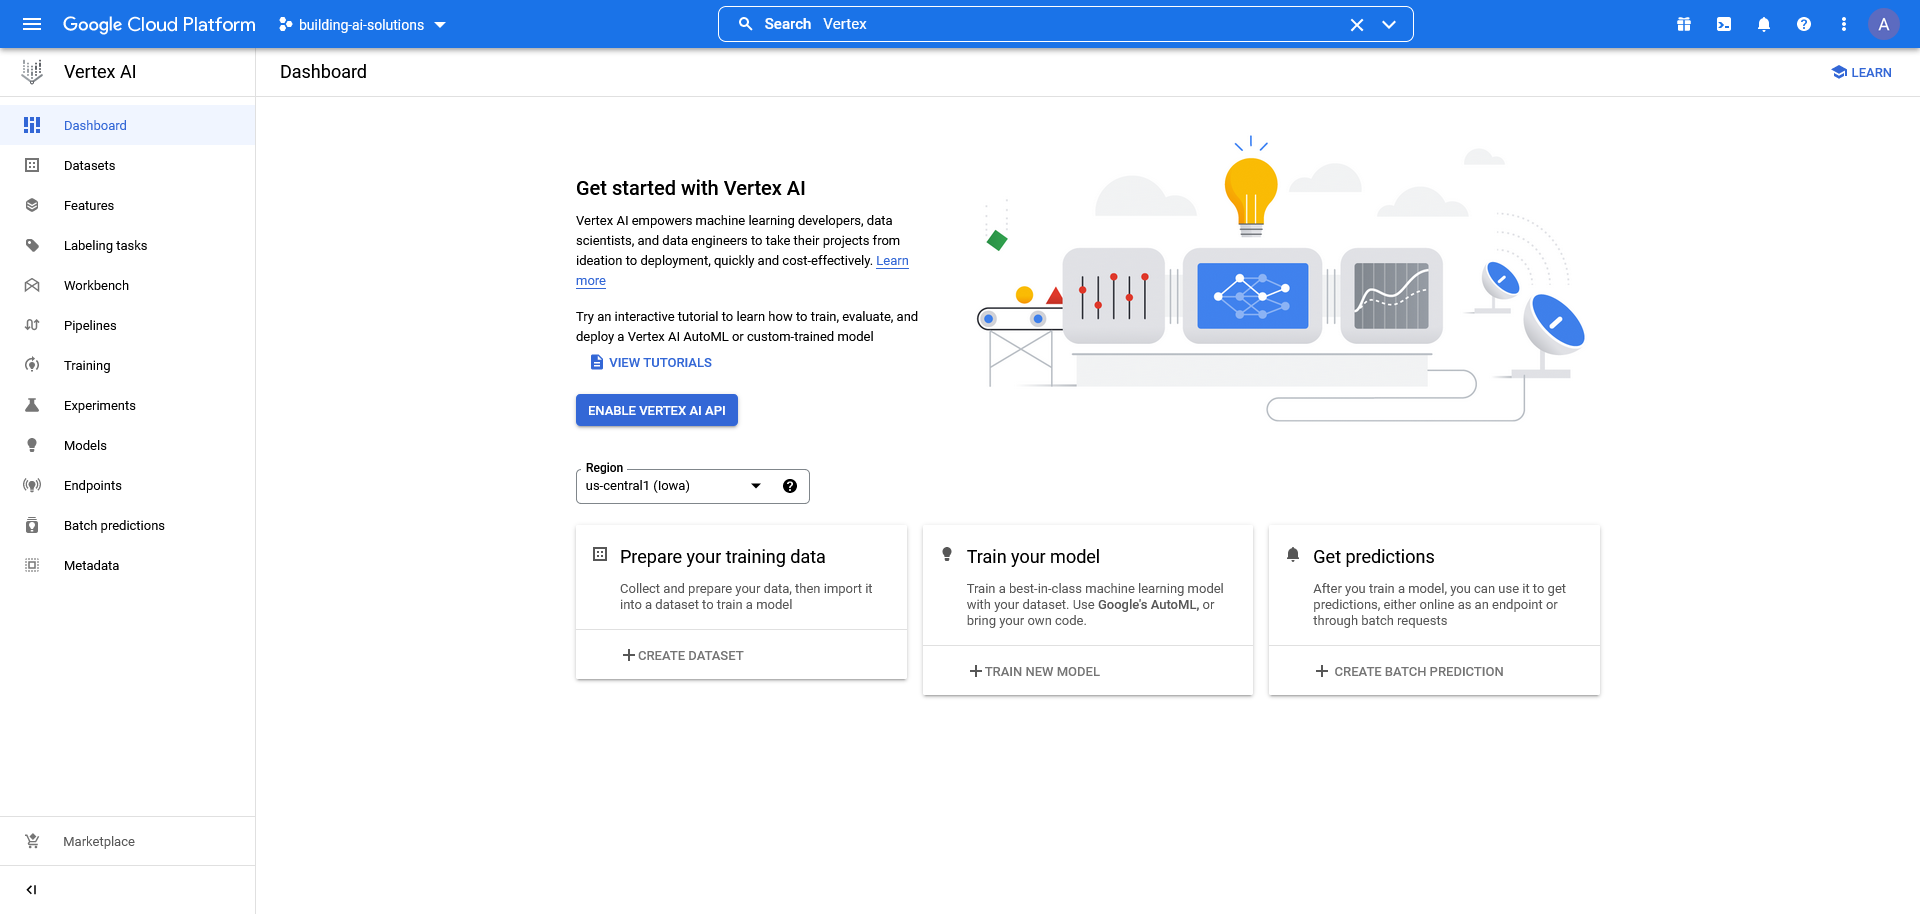 Google Cloud Platform
building-ai-solutions
Search Vertex
A
Vertex AI
Dashboard
LEARN
Dashboard
Datasets
Features
Labeling tasks
Workbench
Pipelines
Training
Experiments
Models
Endpoints
Batch predictions
Metadata
Marketplace
Get started with Vertex AI
Vertex AI empowers machine learning developers, data
scientists, and data engineers to take their projects from
ideation to deployment, quickly and cost-effectively. Learn
more
Try an interactive tutorial to learn how to train, evaluate, and
deploy a Vertex AI AutoML or custom-trained model
VIEW TUTORIALS
ENABLE VERTEX AI API
Region
us-central1 (Iowa)
Prepare your training data
Collect and prepare your data, then import it
into a dataset to train a model
CREATE DATASET
Train your model
Train a best-in-class machine learning model
with your dataset. Use Google's AutoML, or
bring your own code.
TRAIN NEW MODEL
Get predictions
After you train a model, you can use it to get
predictions, either online as an endpoint or
through batch requests
CREATE BATCH PREDICTION